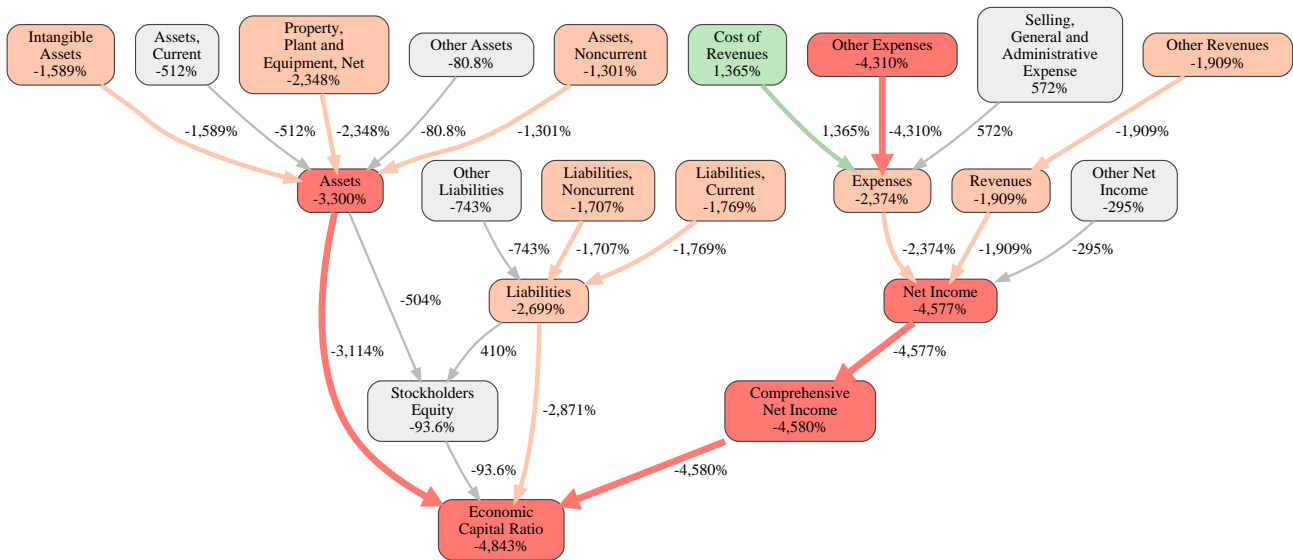 Intangible
Assets
-1,589%
Assets,
Current
-512%
Property,
Plant and
Equipment, Net
-2,348%
Other Assets
-80.8%
Assets,
Noncurrent
-1,301%
Cost of
Revenues
1,365%
Other Expenses
-4,310%
Selling,
General and
Administrative
Expense
572%
Other Revenues
-1,909%
-1,589%
-512%
-2,348%
-80.8%
-1,301%
1,365%
-4,310%
572%
-1,909%
Assets
-3,300%
Other
Liabilities
-743%
Liabilities,
Noncurrent
-1,707%
Liabilities,
Current
-1,769%
Expenses
-2,374%
Revenues
-1,909%
Other Net
Income
-295%
-743%
-1,707%
-1,769%
-2,374%
-1,909%
-295%
-504%
Liabilities
-2,699%
Net Income
-4,577%
-3,114%
410%
-4,577%
Stockholders
Equity
-93.6%
-2,871%
Comprehensive
Net Income
-4,580%
-93.6%
-4,580%
Economic
Capital Ratio
-4,843%